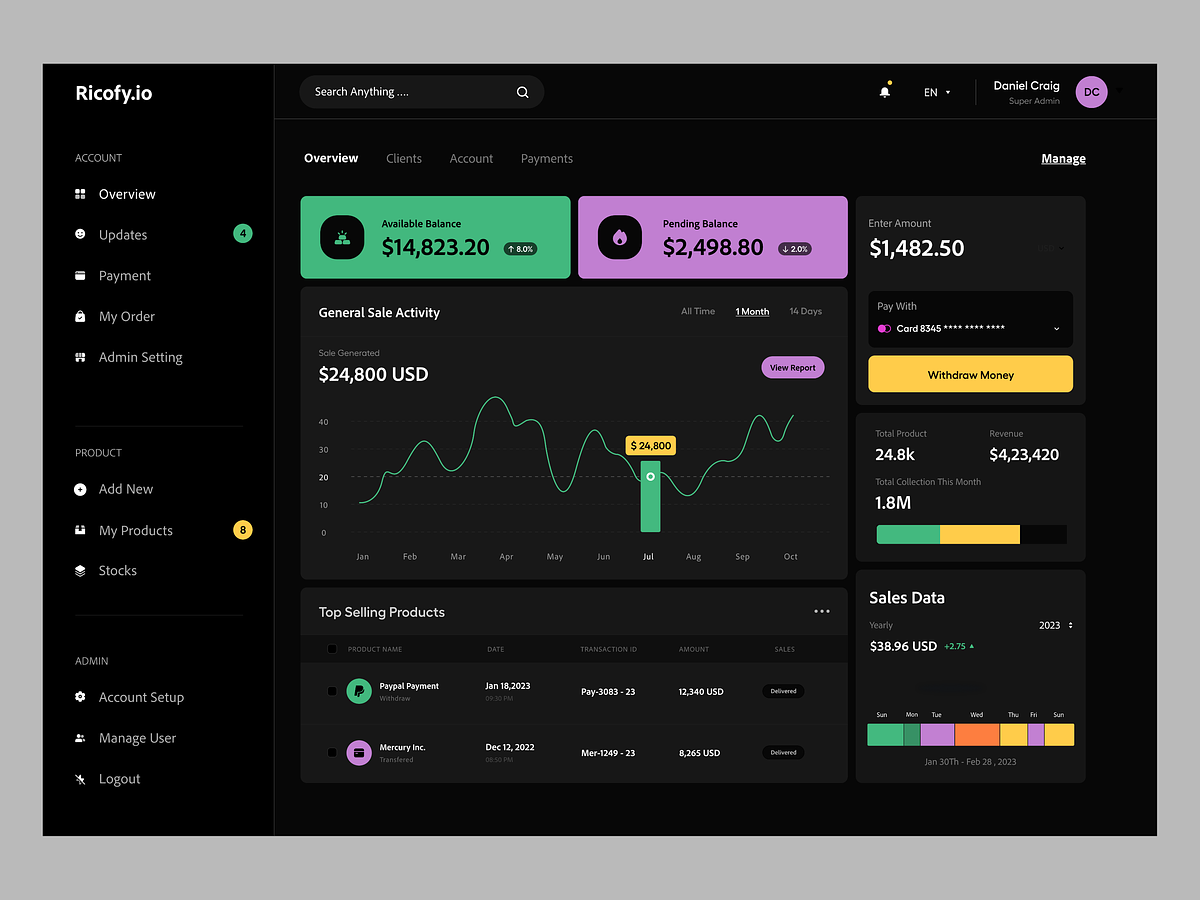 Ricofy.io
ACCOUNT
Overview
Updates 4
Payment
My Order
Admin Setting
PRODUCT
Add New
My Products 8
Stocks
ADMIN
Account Setup
Manage User
Logout
Search Anything ....
EN
Daniel Craig
Super Admin
DC
Overview Clients Account Payments Manage
Available Balance
$14,823.20 ↑ 8.0%
Pending Balance
$2,498.80 ↓ 2.0%
General Sale Activity All Time 1 Month 14 Days
Sale Generated
$24,800 USD
View Report
40
30
20
10
0
$ 24,800
Jan Feb Mar Apr May Jun Jul Aug Sep Oct
Top Selling Products
PRODUCT NAME DATE TRANSACTION ID AMOUNT SALES
Paypal Payment Jan 18,2023 Pay-3083 - 23 12,340 USD Delivered
Withdraw 09:30 PM
Mercury Inc. Dec 12, 2022 Mer-1249 - 23 8,265 USD Delivered
Transfered 08:50 PM
Enter Amount
$1,482.50
Pay With
Card 8345 **** **** ****
Withdraw Money
Total Product Revenue
24.8k $4,23,420
Total Collection This Month
1.8M
Sales Data
Yearly 2023
$38.96 USD +2.75 ▲
Sun Mon Tue Wed Thu Fri Sun
Jan 30Th - Feb 28 , 2023